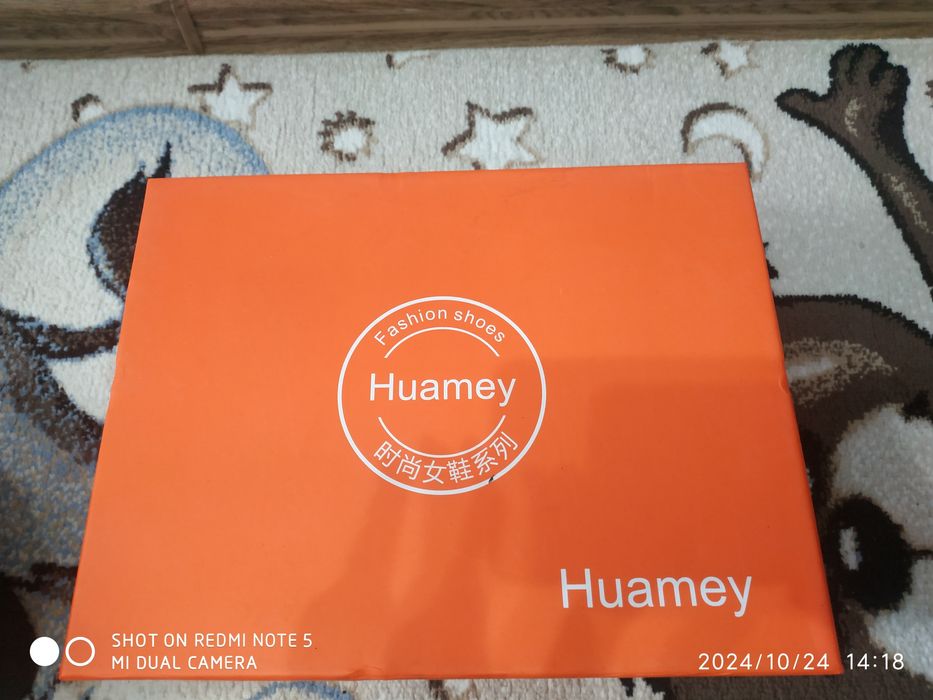 Fashion shoes
Huamey
时尚女鞋系列
Huamey
SHOT ON REDMI NOTE 5
MI DUAL CAMERA
2024/10/24 14:18